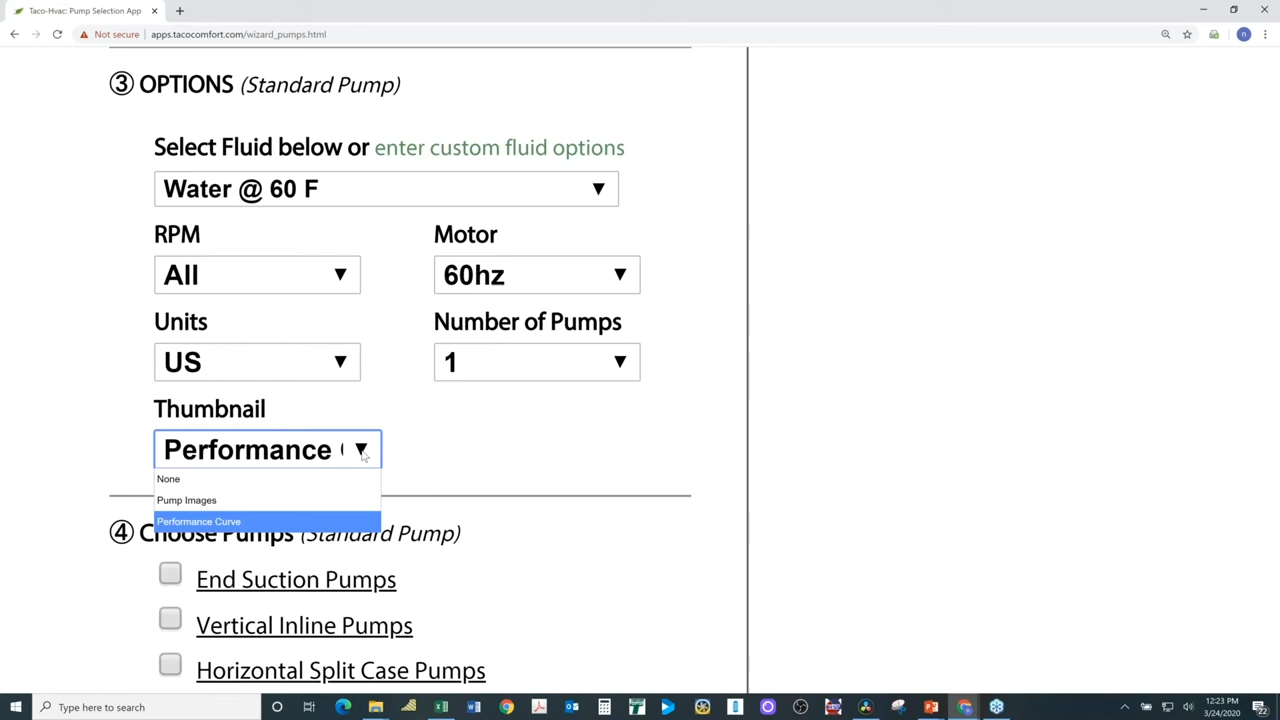 Taco-Hvac: Pump Selection App
Not secure
apps.tacocomfort.com/wizard_pumps.html
n
③ OPTIONS (Standard Pump)
Select Fluid below or enter custom fluid options
Water @ 60 F
RPM
Motor
All
60hz
Units
Number of Pumps
US
1
Thumbnail
Performance
None
Pump Images
Performance Curve
④ Choose Pumps (Standard Pump)
End Suction Pumps
Vertical Inline Pumps
Horizontal Split Case Pumps
Type here to search
12:23 PM
3/24/2020
22